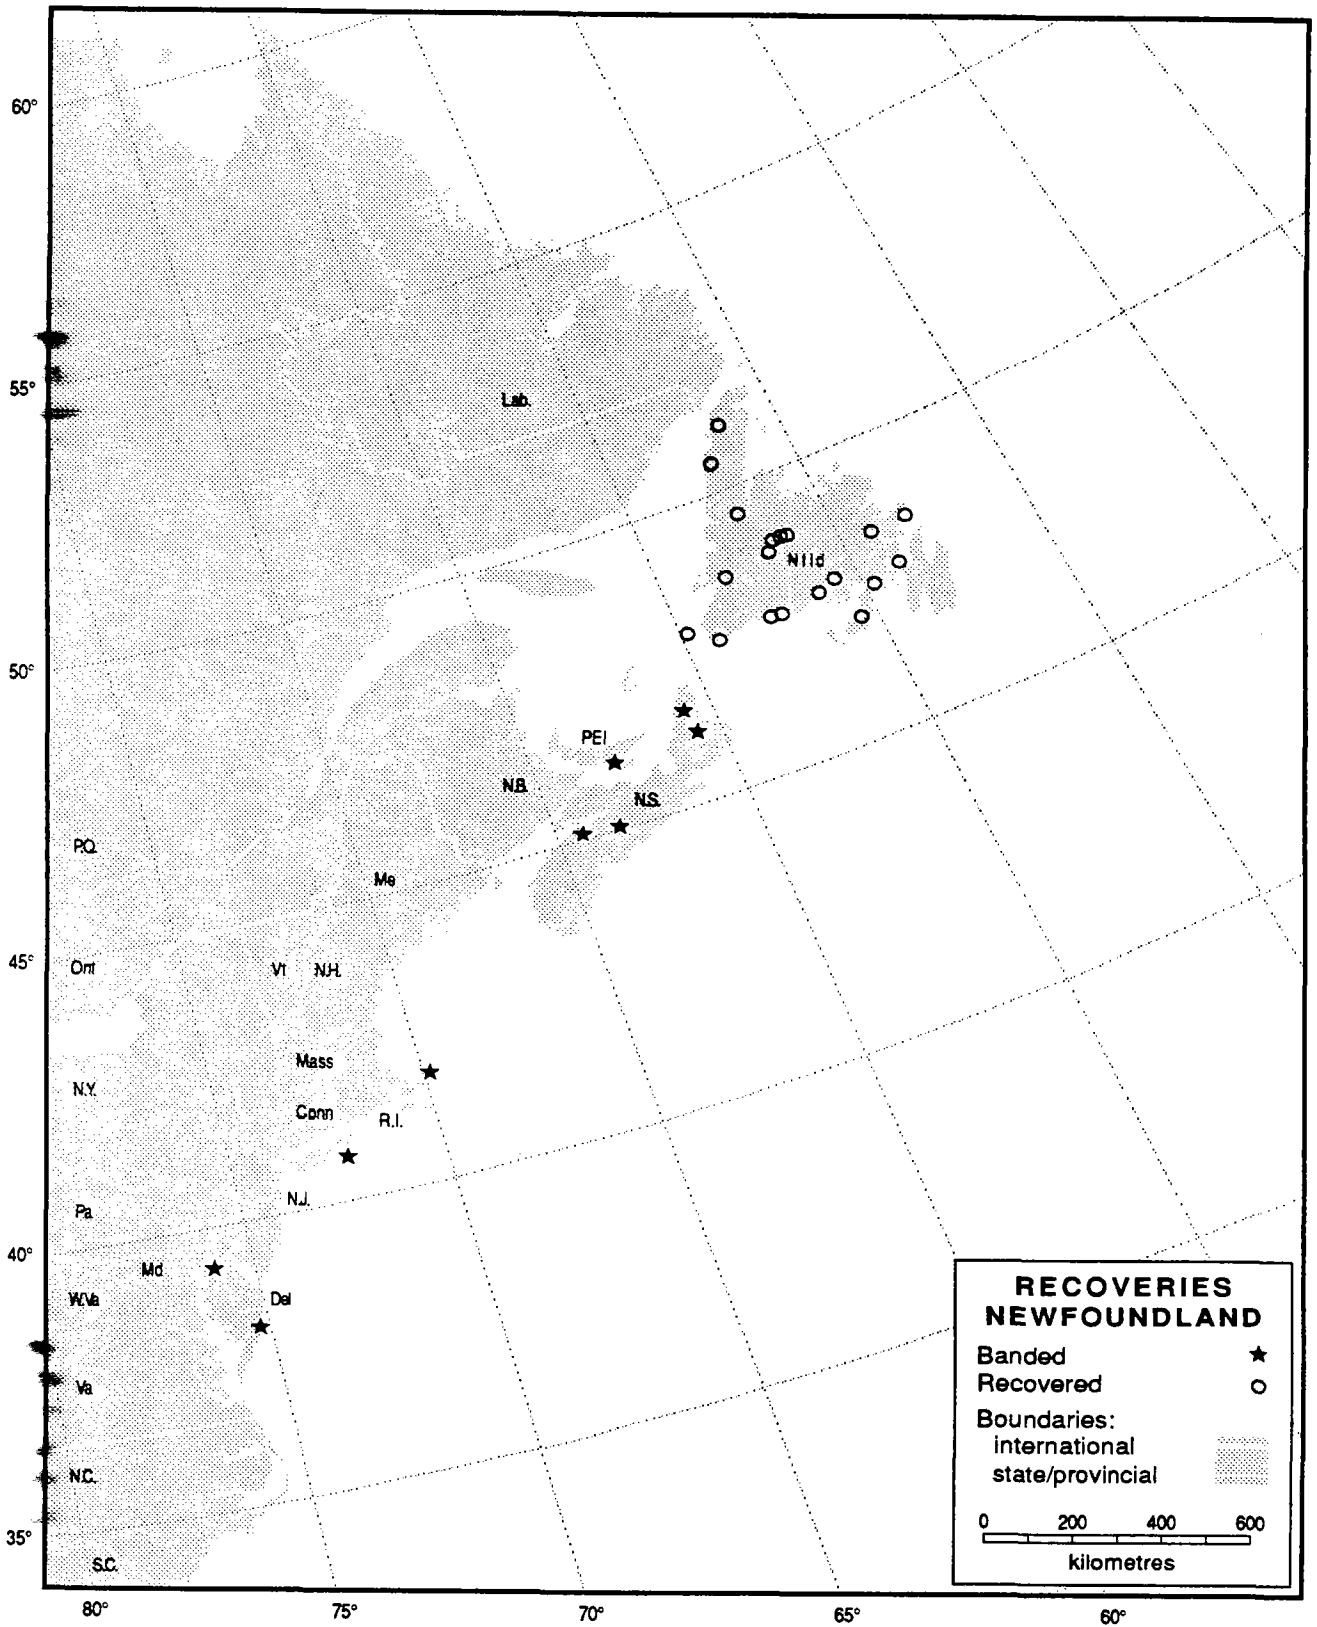 60°
55°
Lab.
Nfld
50°
PEI
N.B.
N.S.
P.Q.
Me
45°
Ont
Vt
N.H.
Mass
N.Y.
Conn
R.I.
N.J.
Pa
40°
Md
W.Va
Del
Va
N.C.
35°
S.C.
80°
75°
70°
65°
60°
RECOVERIES
NEWFOUNDLAND
Banded
Recovered
Boundaries:
international
state/provincial
0 200 400 600
kilometres